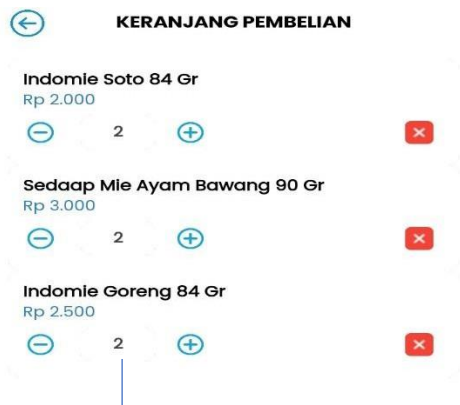 KERANJANG PEMBELIAN
Indomie Soto 84 Gr
Rp 2.000
2
Sedaap Mie Ayam Bawang 90 Gr
Rp 3.000
2
Indomie Goreng 84 Gr
Rp 2.500
2